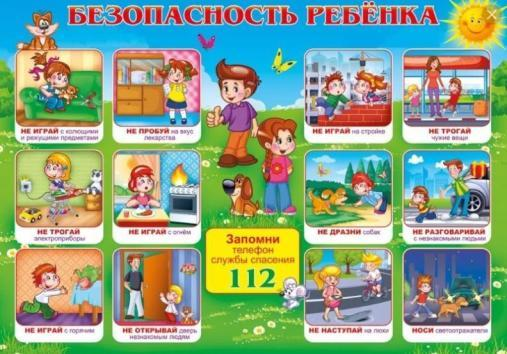 БЕЗОПАСНОСТЬ РЕБЁНКА
НЕ ИГРАЙ с колющими
и режущими предметами
НЕ ПРОБУЙ на вкус
лекарства
НЕ ИГРАЙ на стройке
НЕ ТРОГАЙ
чужие вещи
НЕ ТРОГАЙ
электроприборы
НЕ ИГРАЙ с огнём
НЕ ДРАЗНИ собак
НЕ РАЗГОВАРИВАЙ
с незнакомыми людьми
Запомни
телефон
службы спасения
112
НЕ ИГРАЙ с горячим
НЕ ОТКРЫВАЙ дверь
незнакомым людям
НЕ НАСТУПАЙ на люки
НОСИ светоотражатели